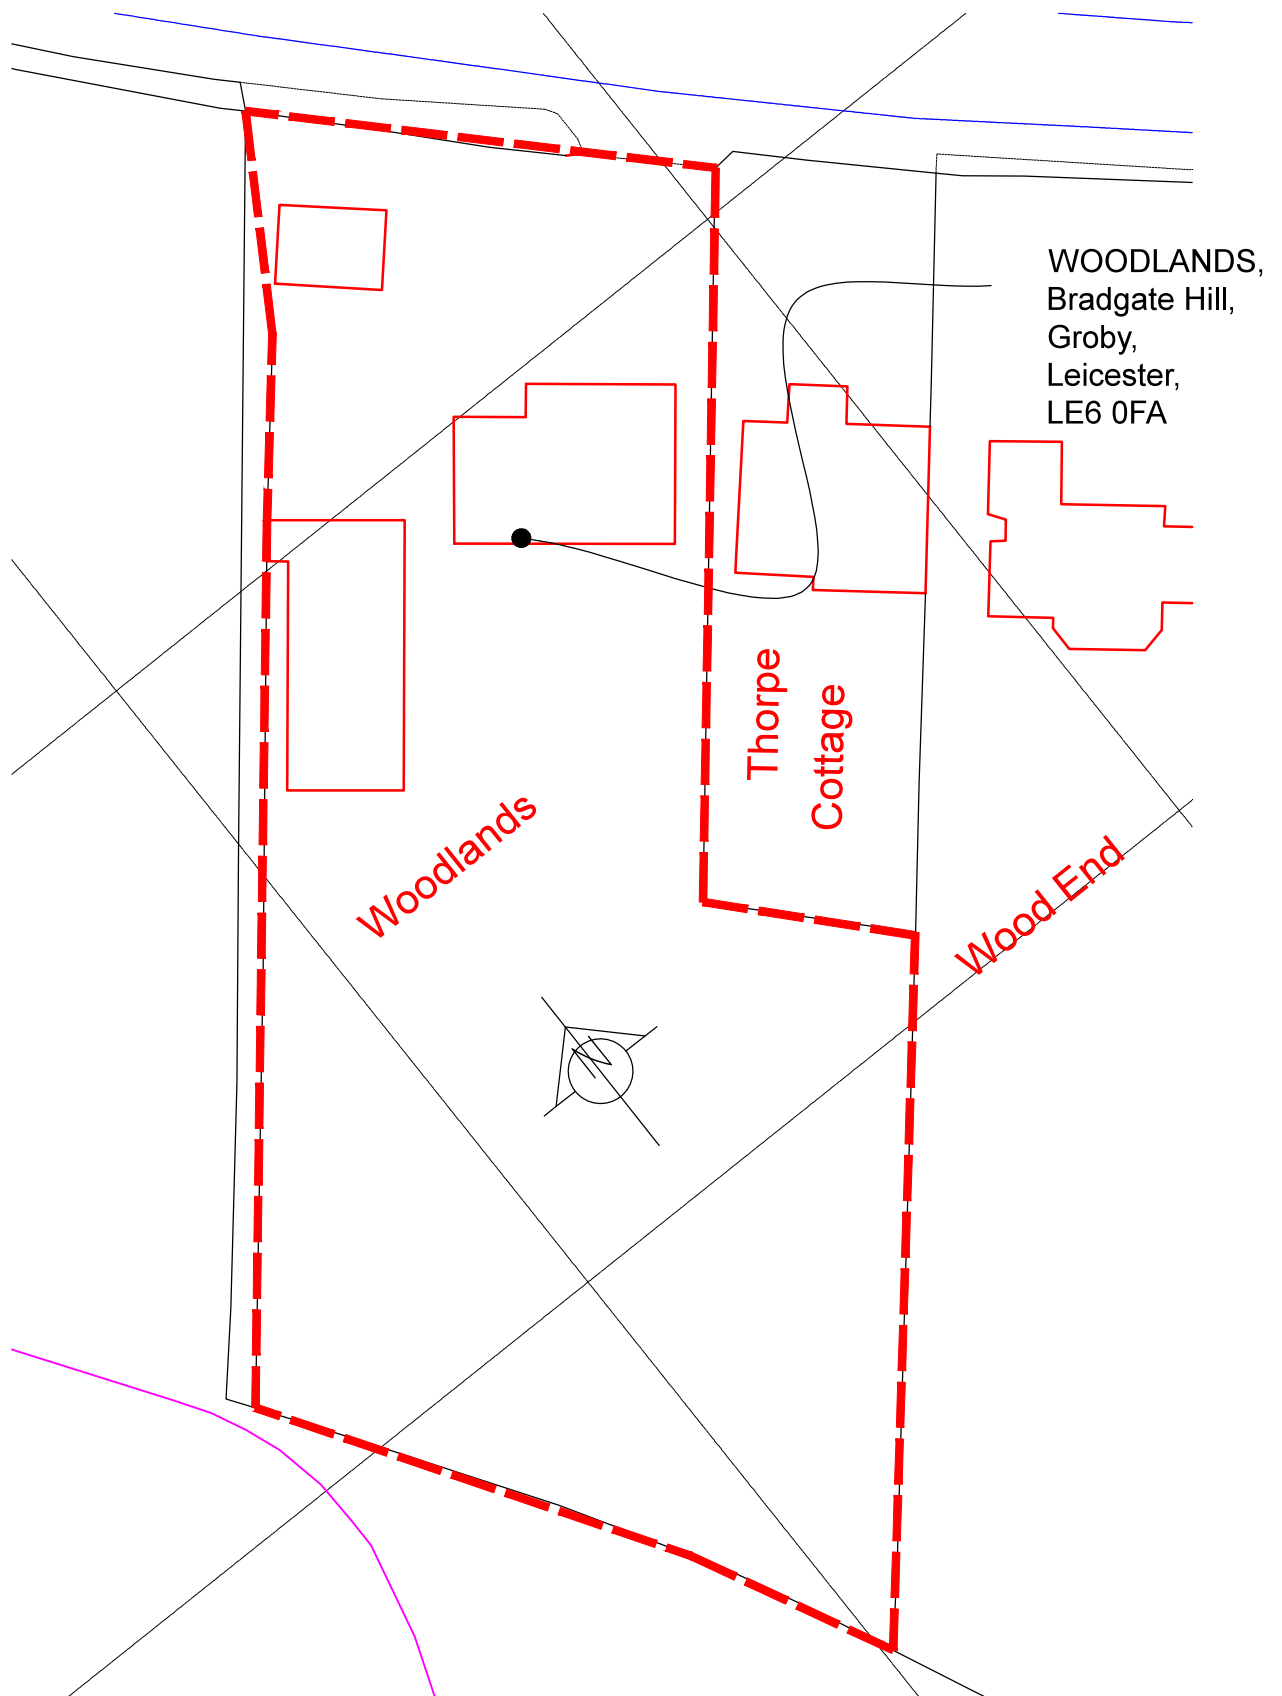 WOODLANDS,
Bradgate Hill,
Groby,
Leicester,
LE6 0FA
Thorpe
Cottage
Woodlands
Wood End
N